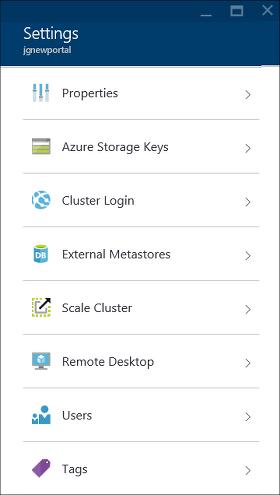 Settings
jgnewportal
Properties
Azure Storage Keys
Cluster Login
DB
External Metastores
Scale Cluster
Remote Desktop
Users
Tags